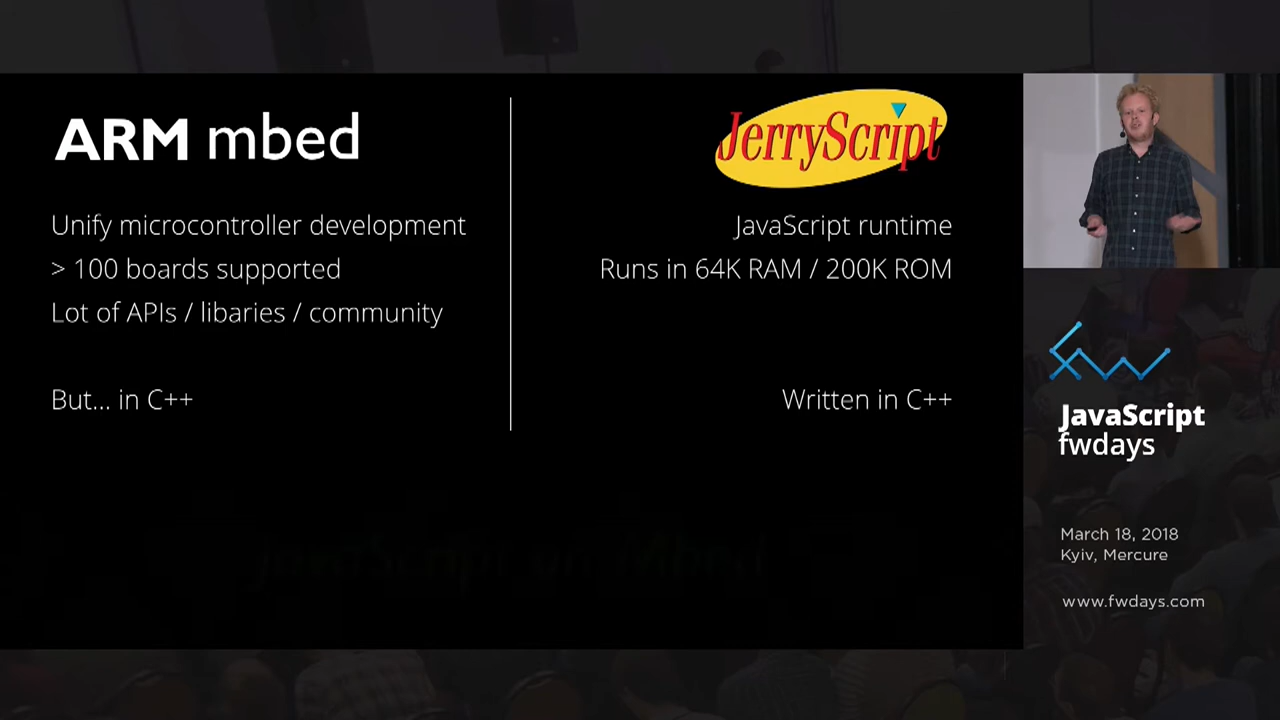 ARM mbed
Unify microcontroller development
> 100 boards supported
Lot of APIs / libaries / community
But... in C++
JerryScript
JavaScript runtime
Runs in 64K RAM / 200K ROM
Written in C++
JavaScript
fwdays
March 18, 2018
Kyiv, Mercure
www.fwdays.com